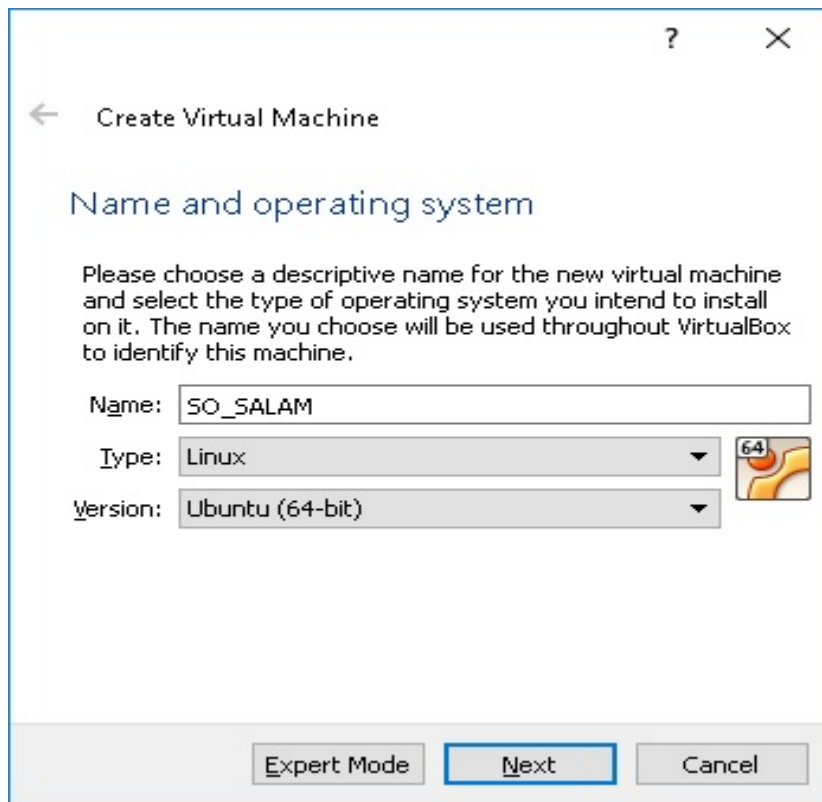 ?
Create Virtual Machine
Name and operating system
Please choose a descriptive name for the new virtual machine
and select the type of operating system you intend to install
on it. The name you choose will be used throughout VirtualBox
to identify this machine.
Name: SO_SALAM
Type: Linux
64
Version: Ubuntu (64-bit)
Expert Mode Next Cancel